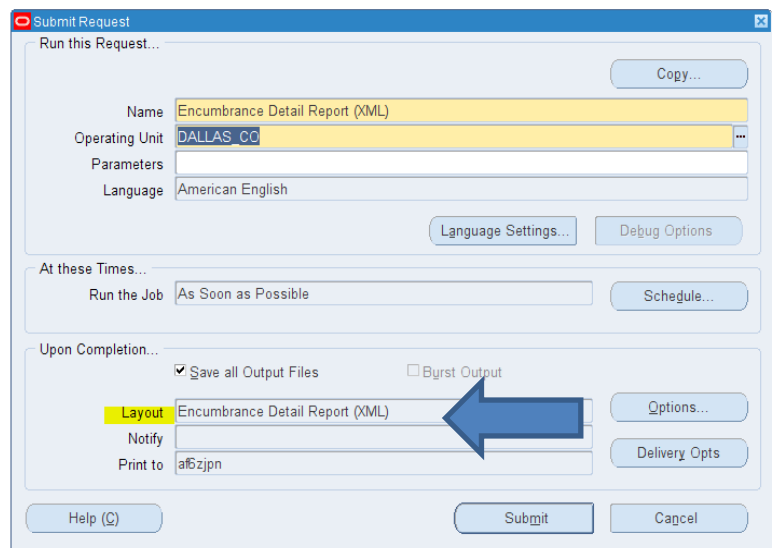 Submit Request
Run this Request...
Copy...
Name Encumbrance Detail Report (XML)
Operating Unit DALLAS_CO ...
Parameters
Language American English
Language Settings... Debug Options
At these Times...
Run the Job As Soon as Possible Schedule...
Upon Completion...
Save all Output Files Burst Output
Layout Encumbrance Detail Report (XML) Options...
Notify
Delivery Opts
Print to af6zjpn
Help (C) Submit Cancel